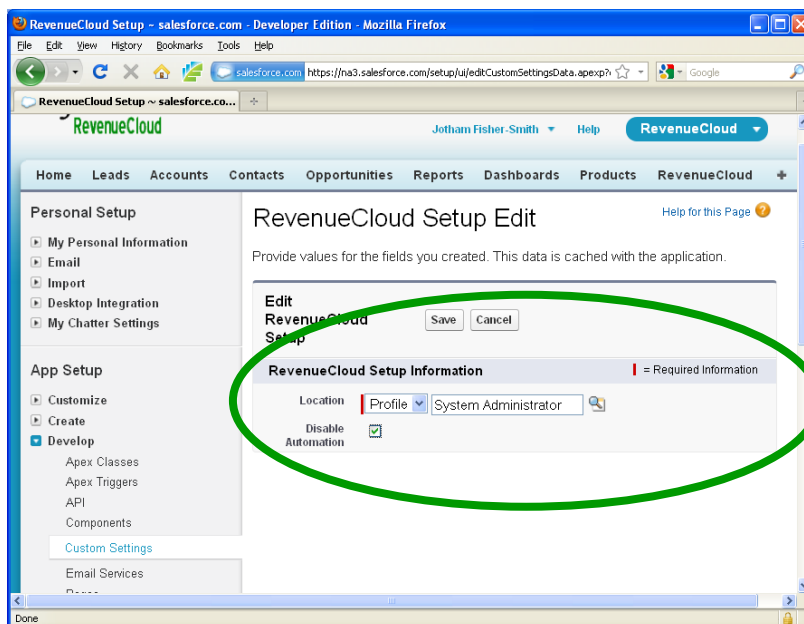 RevenueCloud Setup ~ salesforce.com - Developer Edition - Mozilla Firefox
File Edit View History Bookmarks Tools Help
salesforce.com https://na3.salesforce.com/setup/ui/editCustomSettingsData.apexp? Google
RevenueCloud Setup ~ salesforce.co...
RevenueCloud Jotham Fisher-Smith Help RevenueCloud
Home Leads Accounts Contacts Opportunities Reports Dashboards Products RevenueCloud +
Personal Setup
My Personal Information
Email
Import
Desktop Integration
My Chatter Settings
App Setup
Customize
Create
Develop
Apex Classes
Apex Triggers
API
Components
Custom Settings
Email Services
RevenueCloud Setup Edit
Help for this Page
Provide values for the fields you created. This data is cached with the application.
Edit
RevenueCloud
Setup
Save Cancel
RevenueCloud Setup Information
= Required Information
Location Profile System Administrator
Disable
Automation
Done